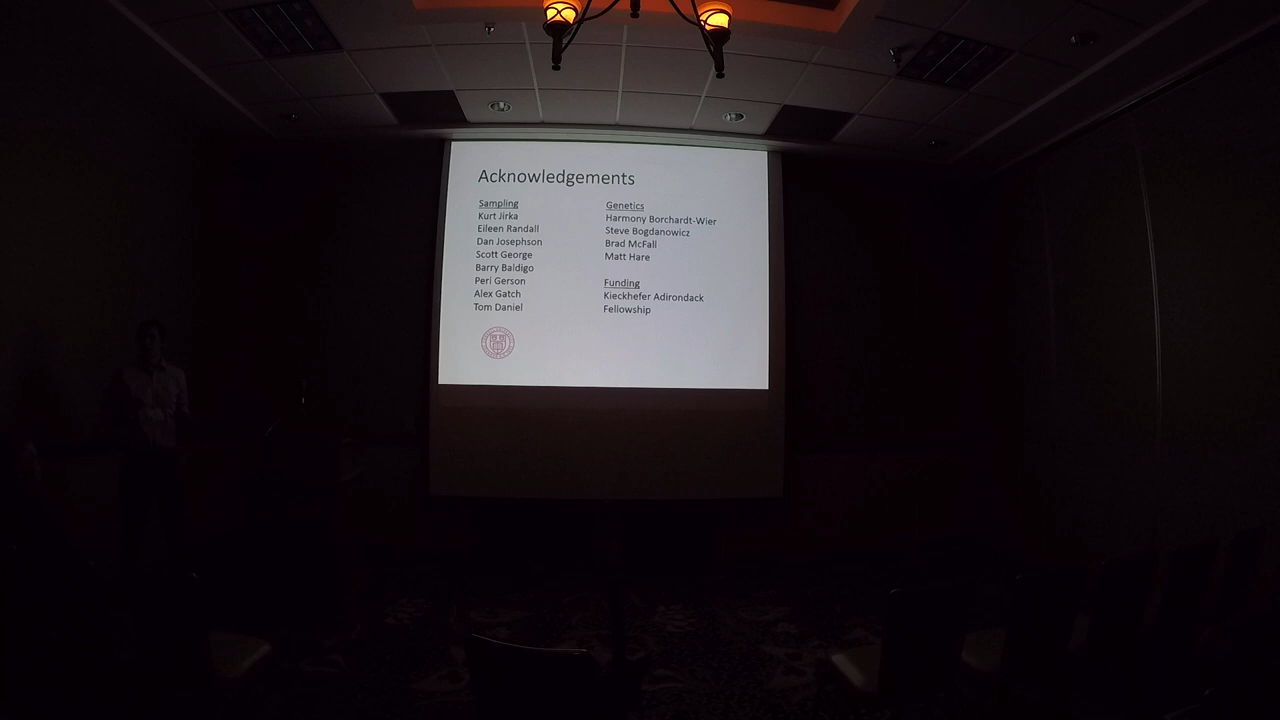 Acknowledgements
Sampling
Kurt Jirka
Eileen Randall
Dan Josephson
Scott George
Barry Baldigo
Peri Gerson
Alex Gatch
Tom Daniel
Genetics
Harmony Borchardt-Wier
Steve Bogdanowicz
Brad McFall
Matt Hare
Funding
Kieckhefer Adirondack
Fellowship